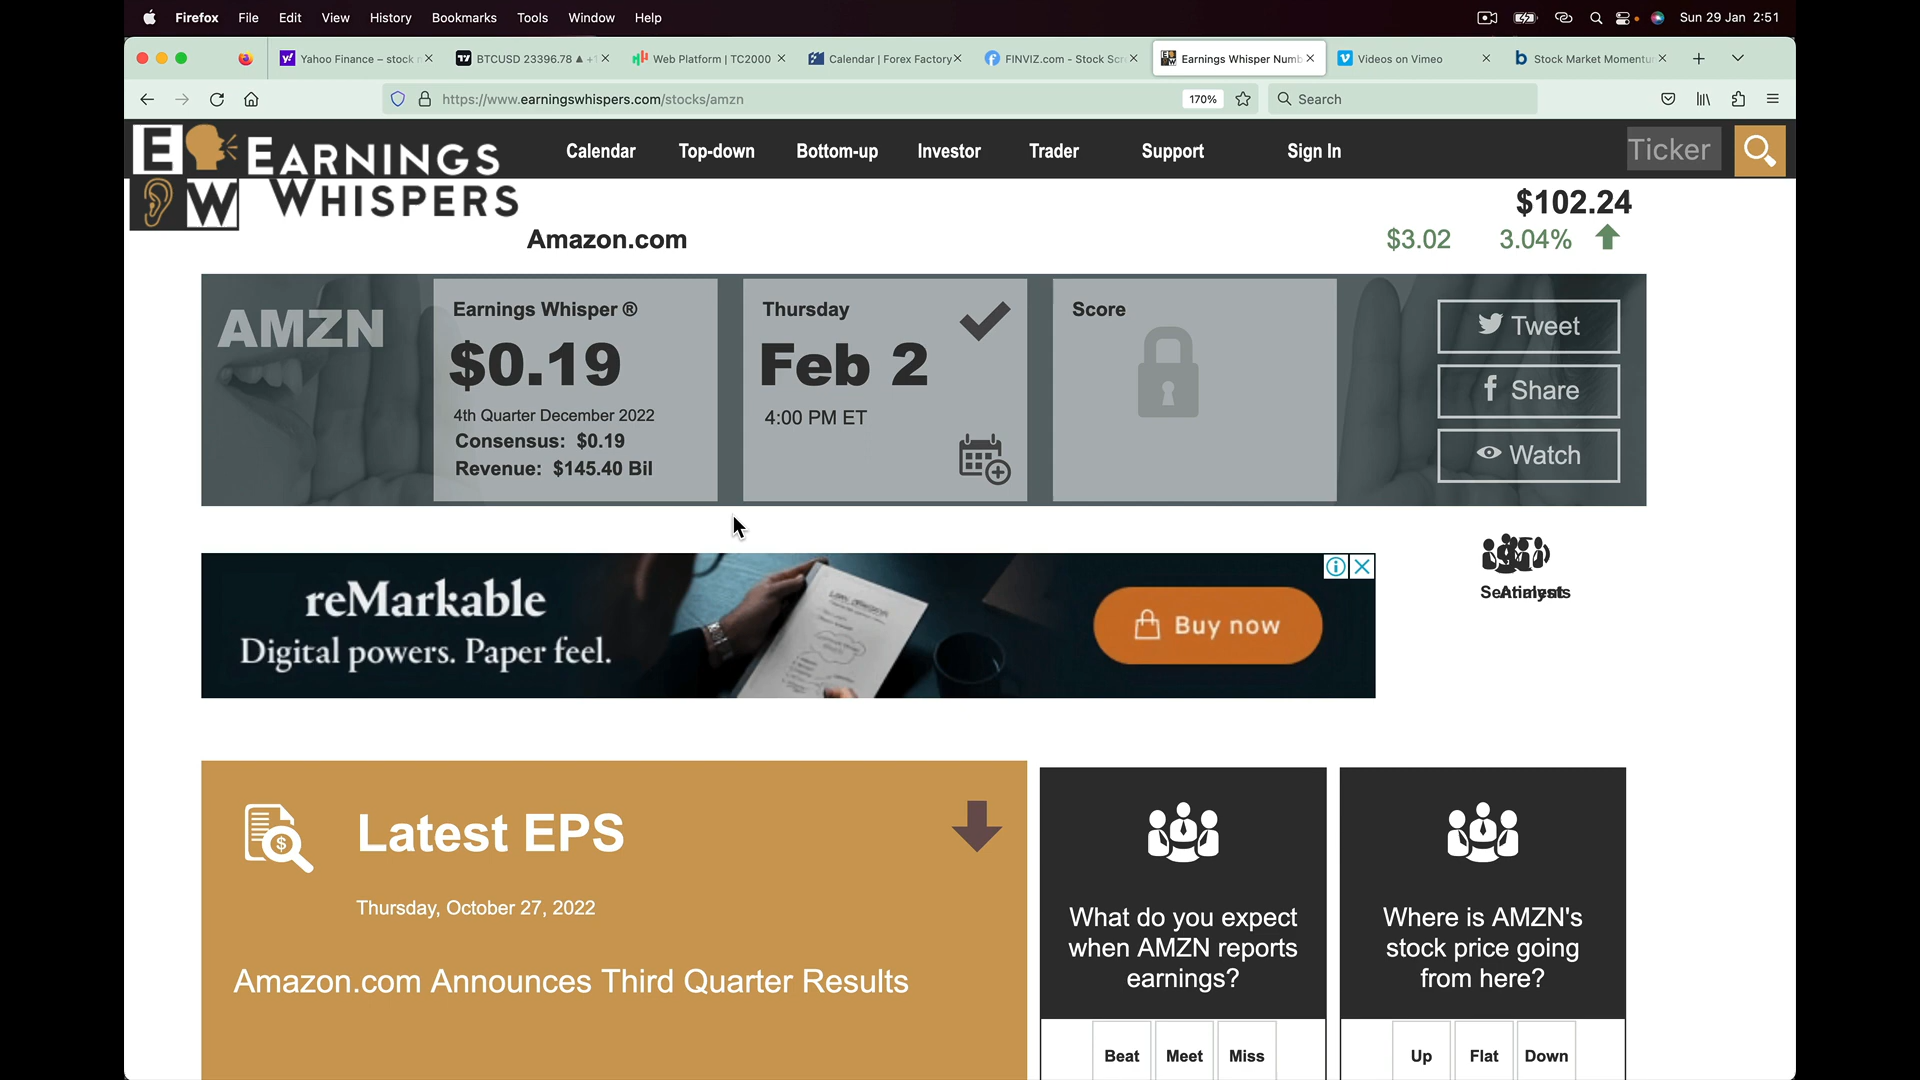 Firefox File Edit View History Bookmarks Tools Window Help Sun 29 Jan 2:51
Yahoo Finance – stock BTCUSD 23396.78 ▲ +1 Web Platform | TC2000 Calendar | Forex Factory FINVIZ.com - Stock Scr Earnings Whisper Numb Videos on Vimeo Stock Market Momentu
https://www.earningswhispers.com/stocks/amzn 170% Search
EARNINGS
WHISPERS
E W
Calendar Top-down Bottom-up Investor Trader Support Sign In Ticker
$102.24
Amazon.com $3.02 3.04%
AMZN
Earnings Whisper ®
$0.19
4th Quarter December 2022
Consensus: $0.19
Revenue: $145.40 Bil
Thursday
Feb 2
4:00 PM ET
Score
Tweet
Share
Watch
reMarkable
Digital powers. Paper feel.
Buy now
Latest EPS
Thursday, October 27, 2022
Amazon.com Announces Third Quarter Results
What do you expect
when AMZN reports
earnings?
Beat Meet Miss
Where is AMZN's
stock price going
from here?
Up Flat Down